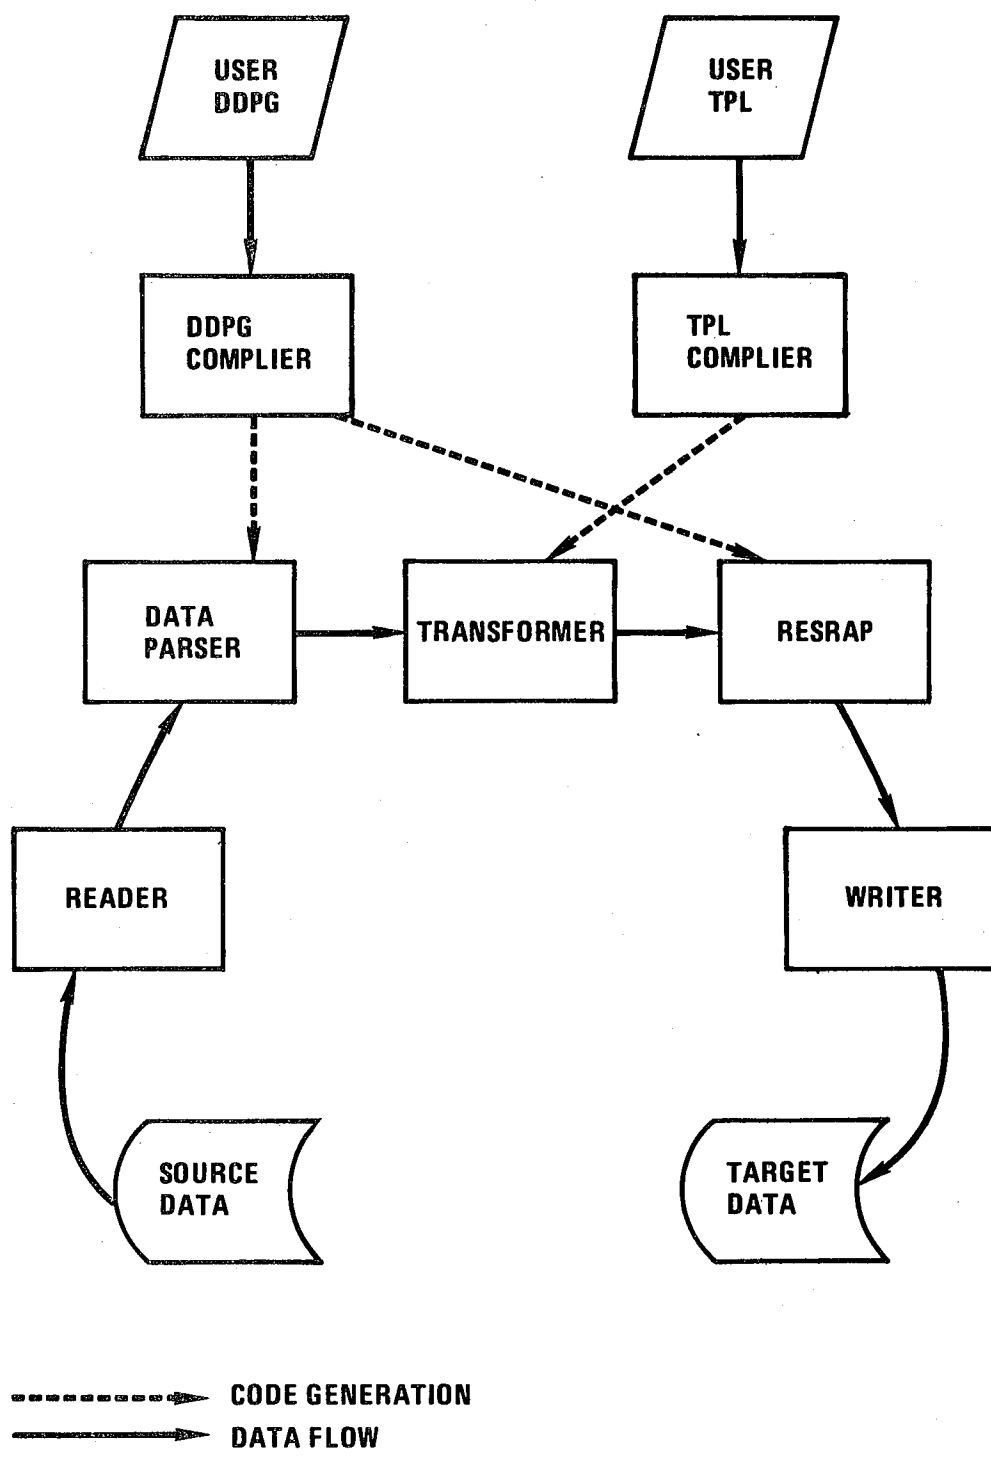 USER
DDPG
USER
TPL
DDPG
COMPLIER
TPL
COMPLIER
DATA
PARSER
TRANSFORMER
RESRAP
READER
WRITER
SOURCE
DATA
TARGET
DATA
CODE GENERATION
DATA FLOW